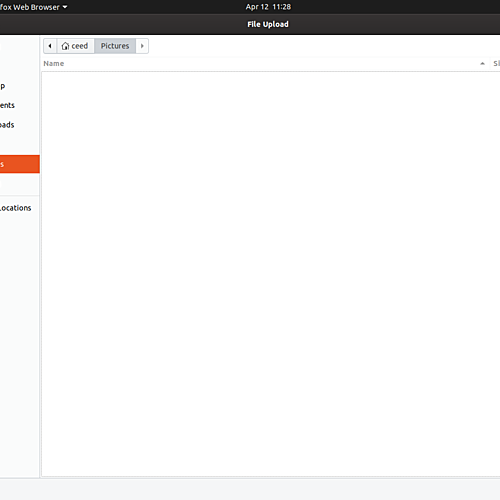 fox Web Browser
Apr 12 11:28
File Upload
ceed
Pictures
Name
Si
p
ents
oads
s
Locations